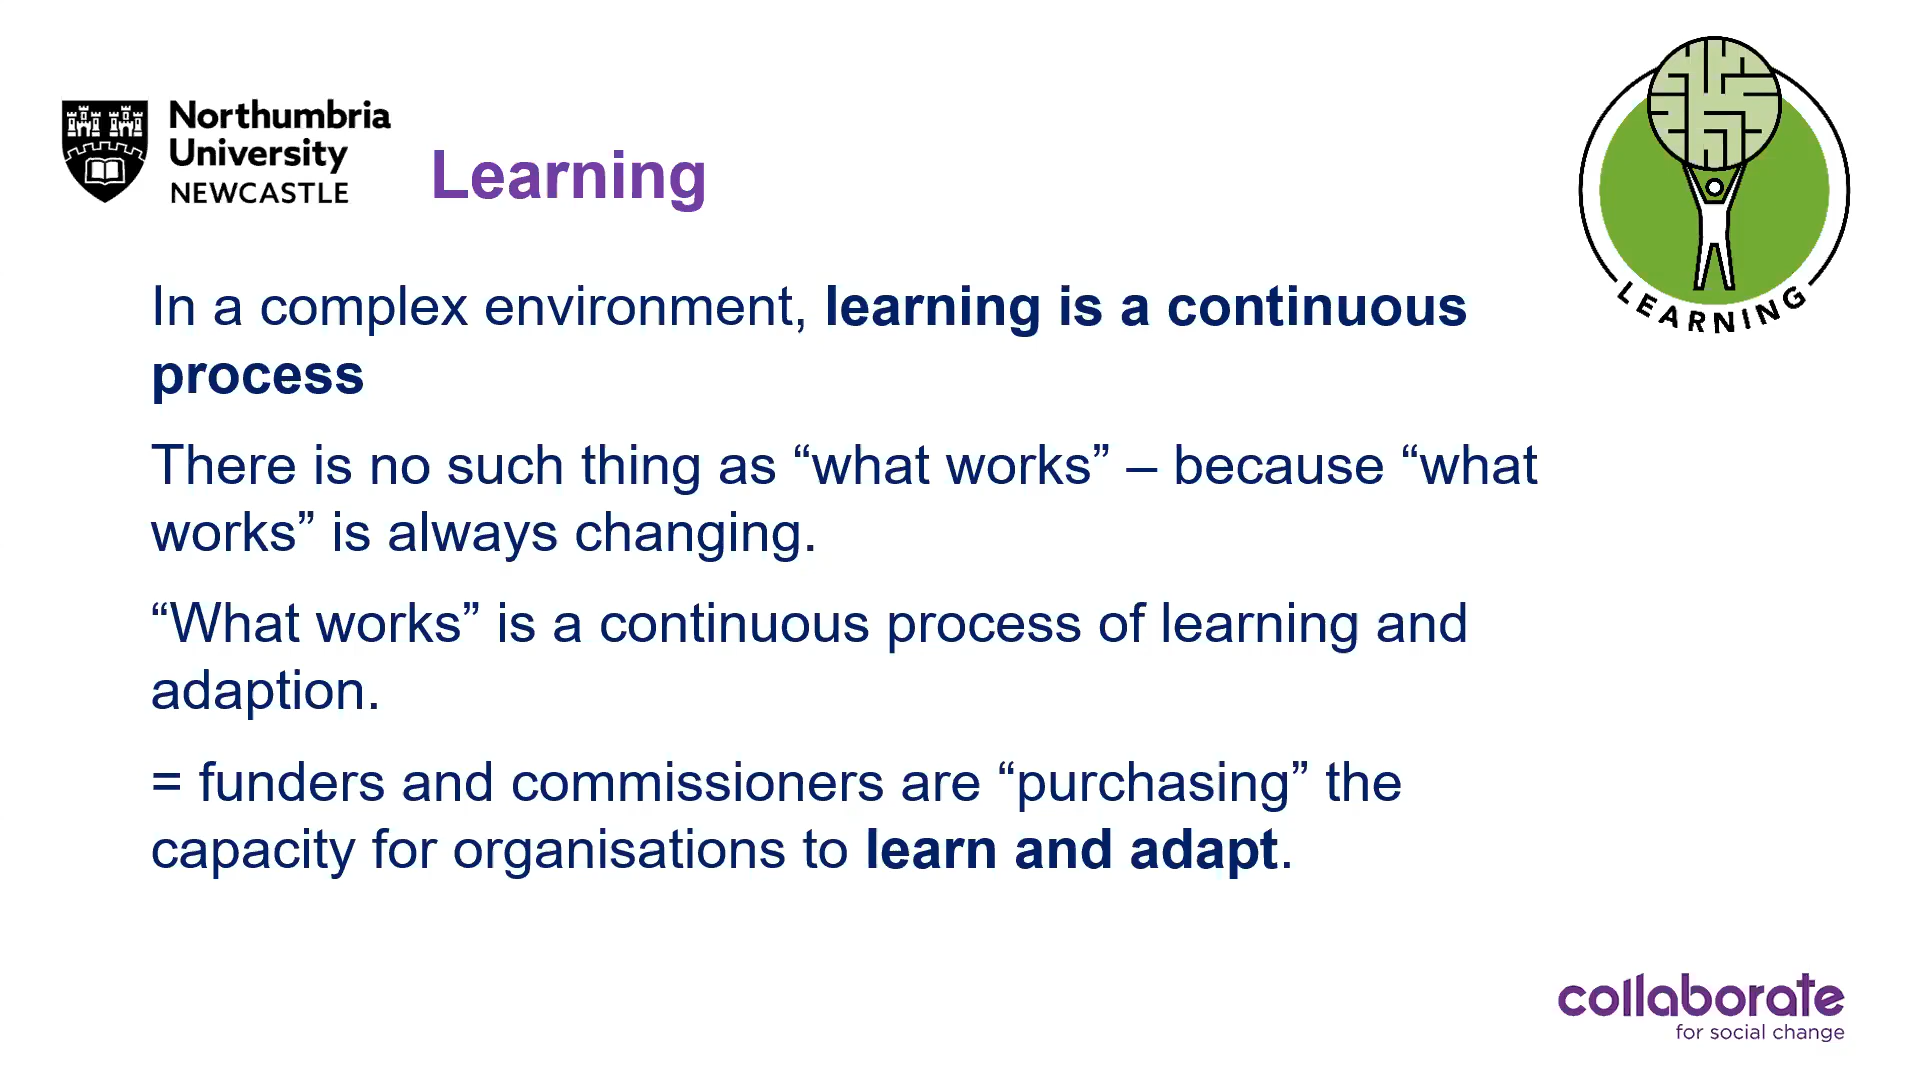 Northumbria
University
NEWCASTLE
Learning
LEARNING
In a complex environment, learning is a continuous
process
There is no such thing as “what works” – because “what
works” is always changing.
“What works” is a continuous process of learning and
adaption.
= funders and commissioners are “purchasing” the
capacity for organisations to learn and adapt.
collaborate
for social change